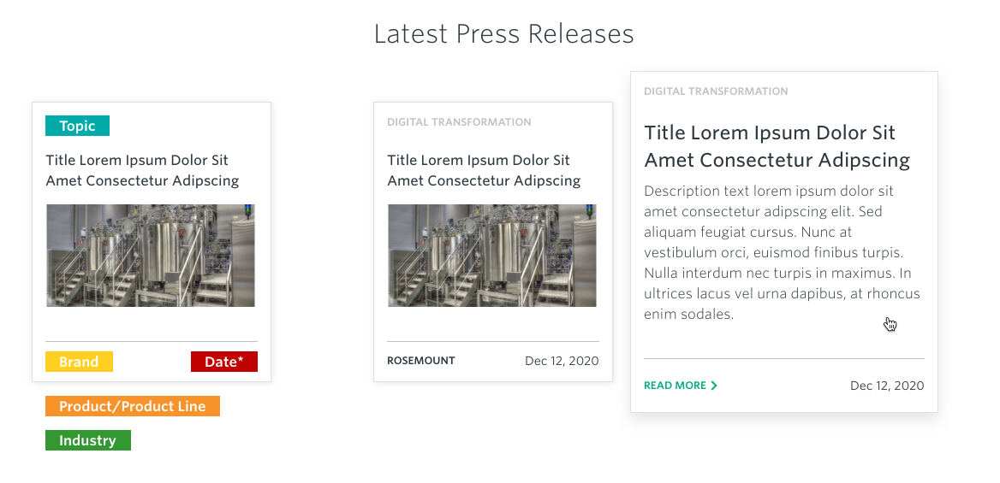 Latest Press Releases
Topic
Title Lorem Ipsum Dolor Sit
Amet Consectetur Adipscing
Brand
Date*
Product/Product Line
Industry
DIGITAL TRANSFORMATION
Title Lorem Ipsum Dolor Sit
Amet Consectetur Adipscing
ROSEMOUNT
Dec 12, 2020
DIGITAL TRANSFORMATION
Title Lorem Ipsum Dolor Sit
Amet Consectetur Adipscing
Description text lorem ipsum dolor sit
amet consectetur adipscing elit. Sed
aliquam feugiat cursus. Nunc at
vestibulum orci, euismod finibus turpis.
Nulla interdum nec turpis in maximus. In
ultrices lacus vel urna dapibus, at rhoncus
enim sodales.
READ MORE
Dec 12, 2020